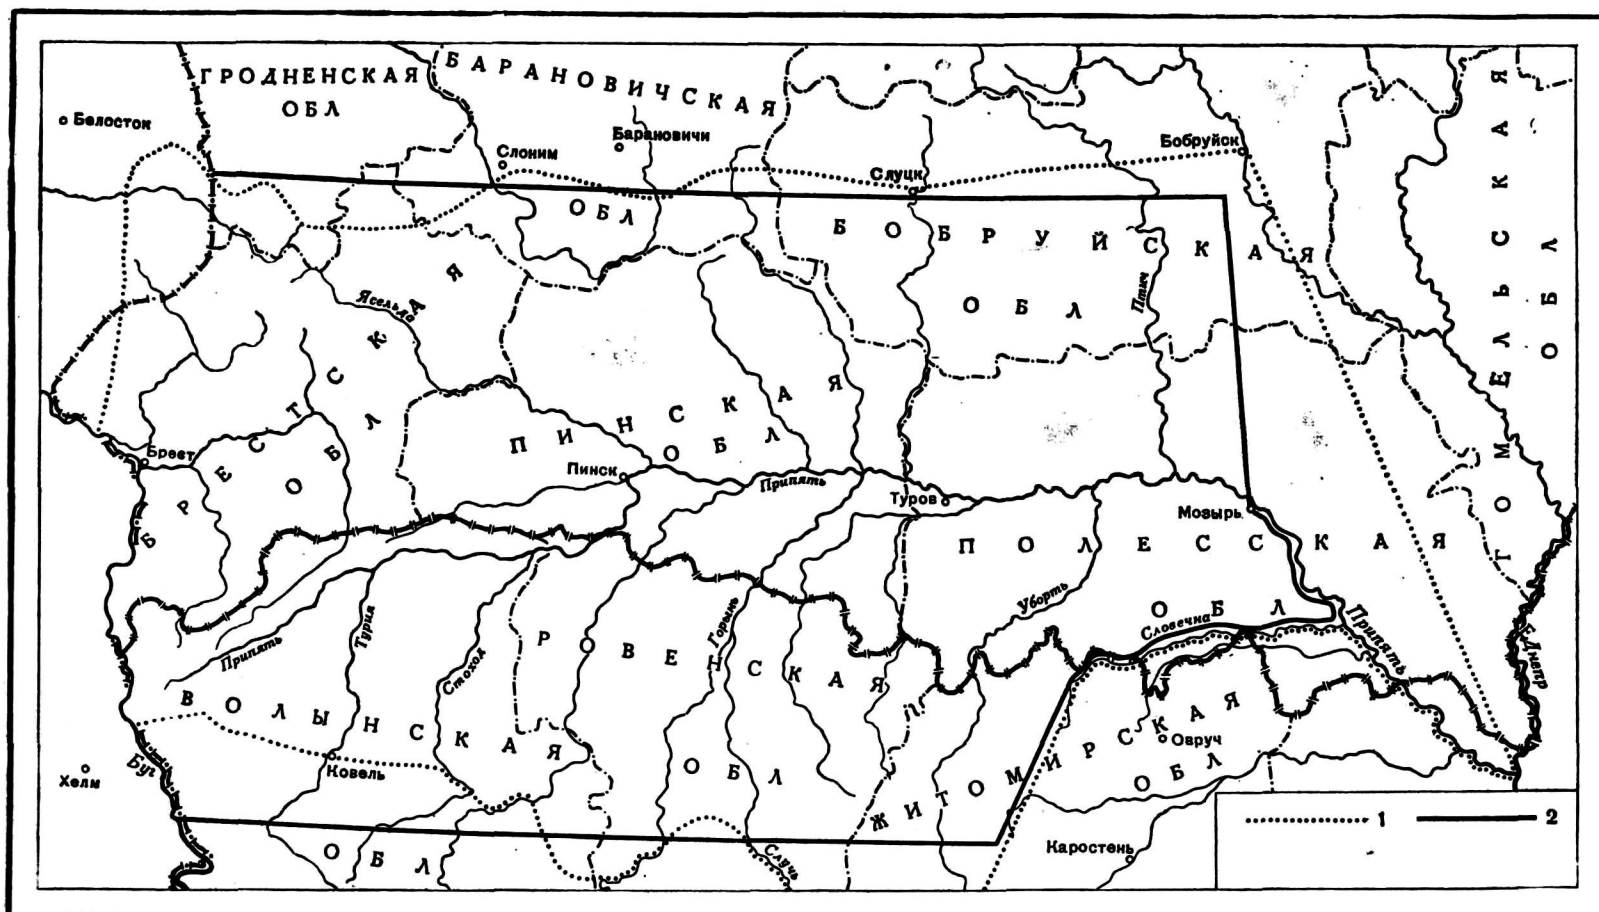 ГРОДНЕНСКАЯ
ОБЛ
БАРАНОВИЧСКАЯ
ОБЛ
Белосток
Барановичи
Слоним
Слуцк
Бобруйск
БОБРУЙСКАЯ
ОБЛ
ГОМЕЛЬСКАЯ
ОБЛ
Ясельда
Птич
БРЕСТСКАЯ
ОБЛ
ПИНСКАЯ
ОБЛ
Брест
Пинск
Припять
Туров
Мозырь
ПОЛЕССКАЯ
ОБЛ
Уборть
Словечна
Припять
Днепр
Припять
Турия
Стоход
Горынь
РОВЕНСКАЯ
ОБЛ
ВОЛЫНСКАЯ
ОБЛ
Ковель
Буг
Хелм
ЖИТОМИРСКАЯ
ОБЛ
Овруч
Случь
Каростень
1
2